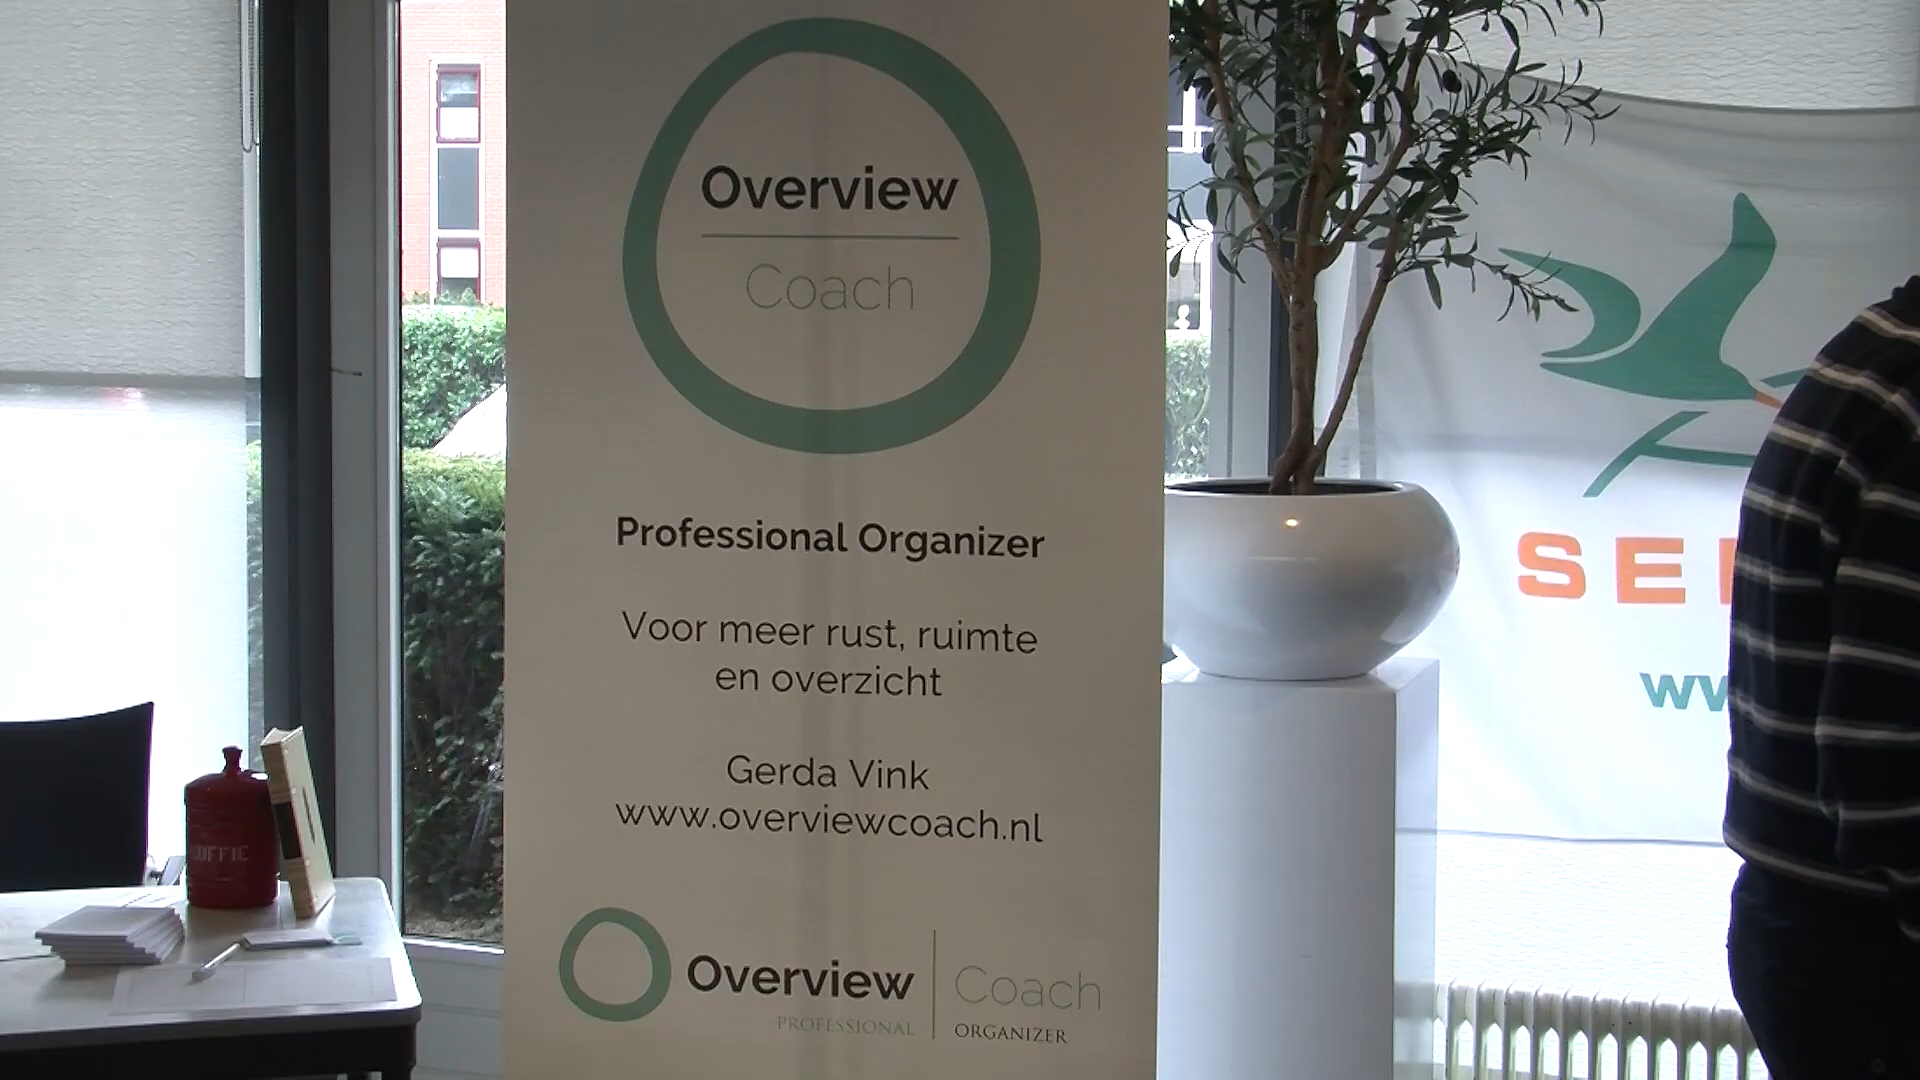 Overview
Coach
Professional Organizer
Voor meer rust, ruimte
en overzicht
Gerda Vink
www.overviewcoach.nl
Overview Coach
PROFESSIONAL ORGANIZER
KOFFIE